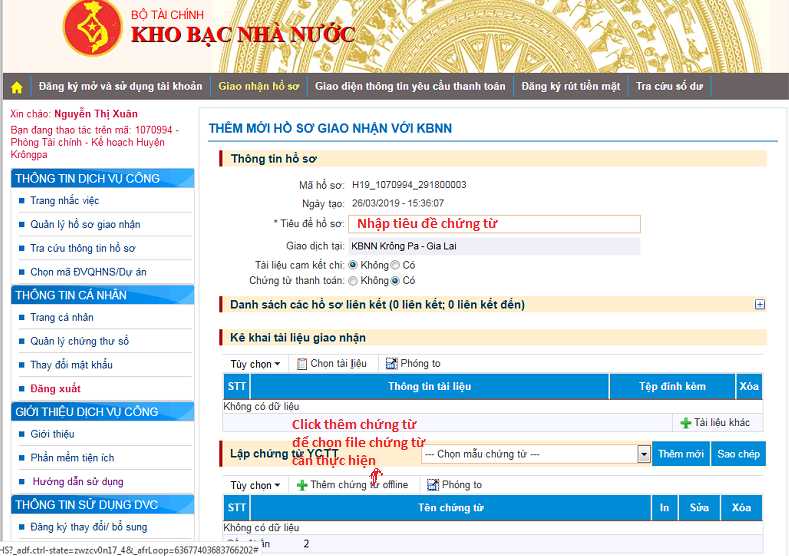 BỘ TÀI CHÍNH
KHO BẠC NHÀ NƯỚC
Đăng ký mở và sử dụng tài khoản Giao nhận hồ sơ Giao diện thông tin yêu cầu thanh toán Đăng ký rút tiền mặt Tra cứu số dư
Xin chào: Nguyễn Thị Xuân
Bạn đang thao tác trên mã: 1070994 -
Phòng Tài chính - Kế hoạch Huyện
Krôngpa
THÔNG TIN DỊCH VỤ CÔNG
Trang nhắc việc
Quản lý hồ sơ giao nhận
Tra cứu thông tin hồ sơ
Chọn mã ĐVQHNS/Dự án
THÔNG TIN CÁ NHÂN
Trang cá nhân
Quản lý chứng thư số
Thay đổi mật khẩu
Đăng xuất
GIỚI THIỆU DỊCH VỤ CÔNG
Giới thiệu
Phần mềm tiện ích
Hướng dẫn sử dụng
THÔNG TIN SỬ DỤNG DVC
Đăng ký thay đổi/ bổ sung
THÊM MỚI HỒ SƠ GIAO NHẬN VỚI KBNN
Thông tin hồ sơ
Mã hồ sơ: H19_1070994_291800003
Ngày tạo: 26/03/2019 - 15:36:07
* Tiêu đề hồ sơ: Nhập tiêu đề chứng từ
Giao dịch tại: KBNN Krông Pa - Gia Lai
Tài liệu cam kết chi: Không Có
Chứng từ thanh toán: Không Có
Danh sách các hồ sơ liên kết (0 liên kết; 0 liên kết đến)
Kê khai tài liệu giao nhận
Tùy chọn Chọn tài liệu Phóng to
STT Thông tin tài liệu Tệp đính kèm Xóa
Không có dữ liệu
Tài liệu khác
Click thêm chứng từ
để chọn file chứng từ
cần thực hiện
Lập chứng từ YCTT --- Chọn mẫu chứng từ --- Thêm mới Sao chép
Tùy chọn Thêm chứng từ offline Phóng to
STT Tên chứng từ In Sửa Xóa
Không có dữ liệu
2
HS?_adf.ctrl-state=zwzcv0n17_4&_afrLoop=63677403683766202#